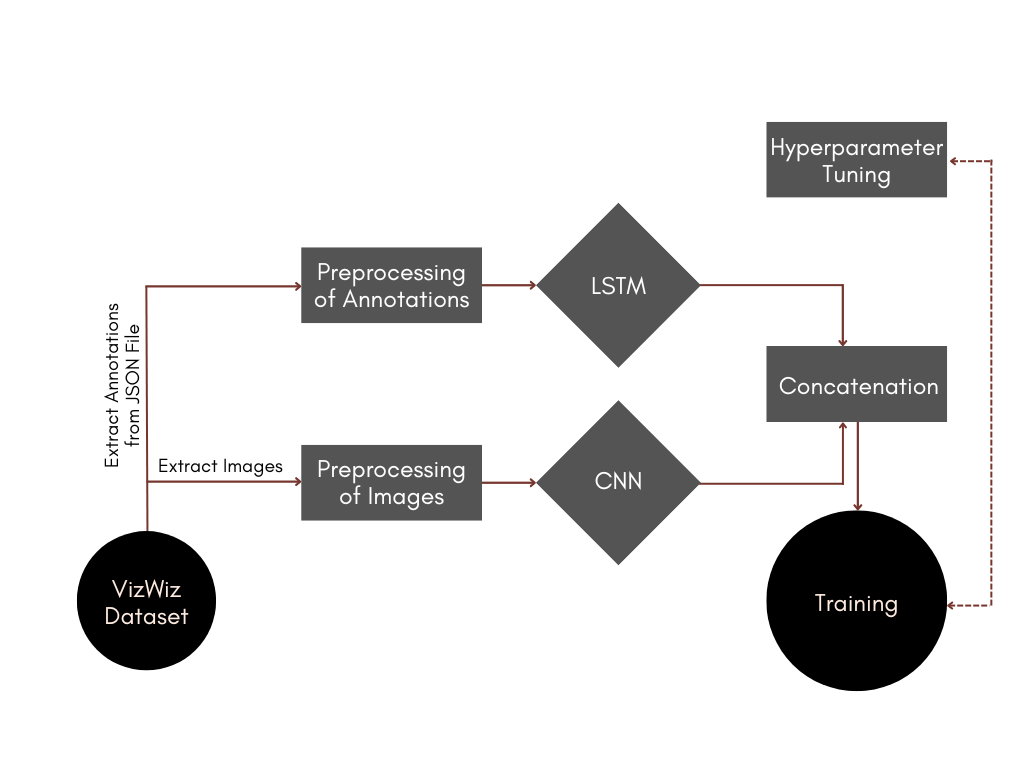 Hyperparameter
Tuning
Preprocessing
of Annotations
LSTM
Extract Annotations
from JSON File
Concatenation
Extract Images
Preprocessing
of Images
CNN
VizWiz
Dataset
Training